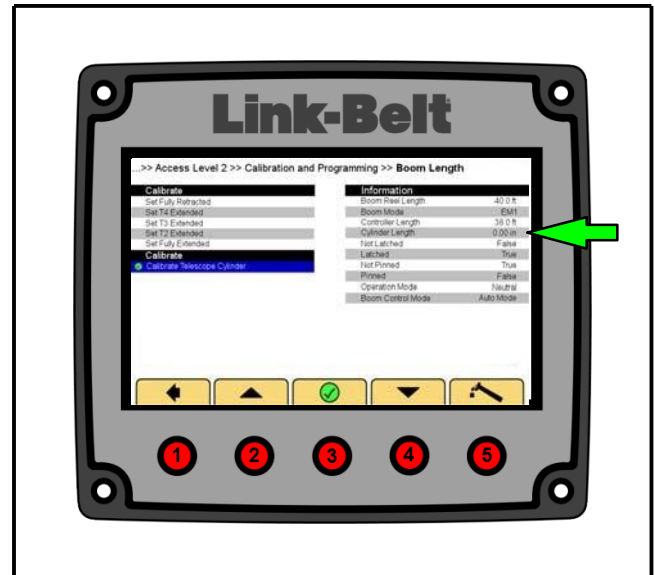 Link-Belt
...>> Access Level 2 >> Calibration and Programming >> Boom Length
Calibrate
Set Fully Retracted
Set T4 Extended
Set T3 Extended
Set T2 Extended
Set Fully Extended
Calibrate
Calibrate Telescope Cylinder
Information
Boom Reel Length 40.0 ft
Boom Mode EM1
Controller Length 38.0 ft
Cylinder Length 0.00 in
Not Latched False
Latched True
Not Pinned True
Pinned False
Operation Mode Neutral
Boom Control Mode Auto Mode
1 2 3 4 5